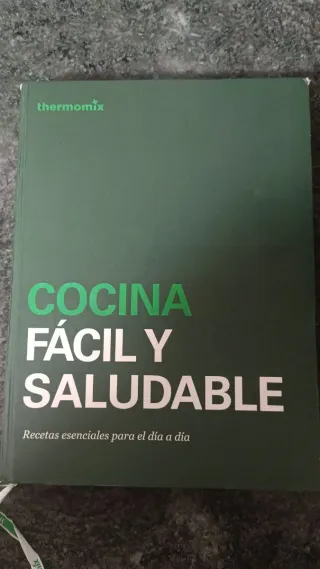 thermomix
COCINA
FÁCIL Y
SALUDABLE
Recetas esenciales para el día a día